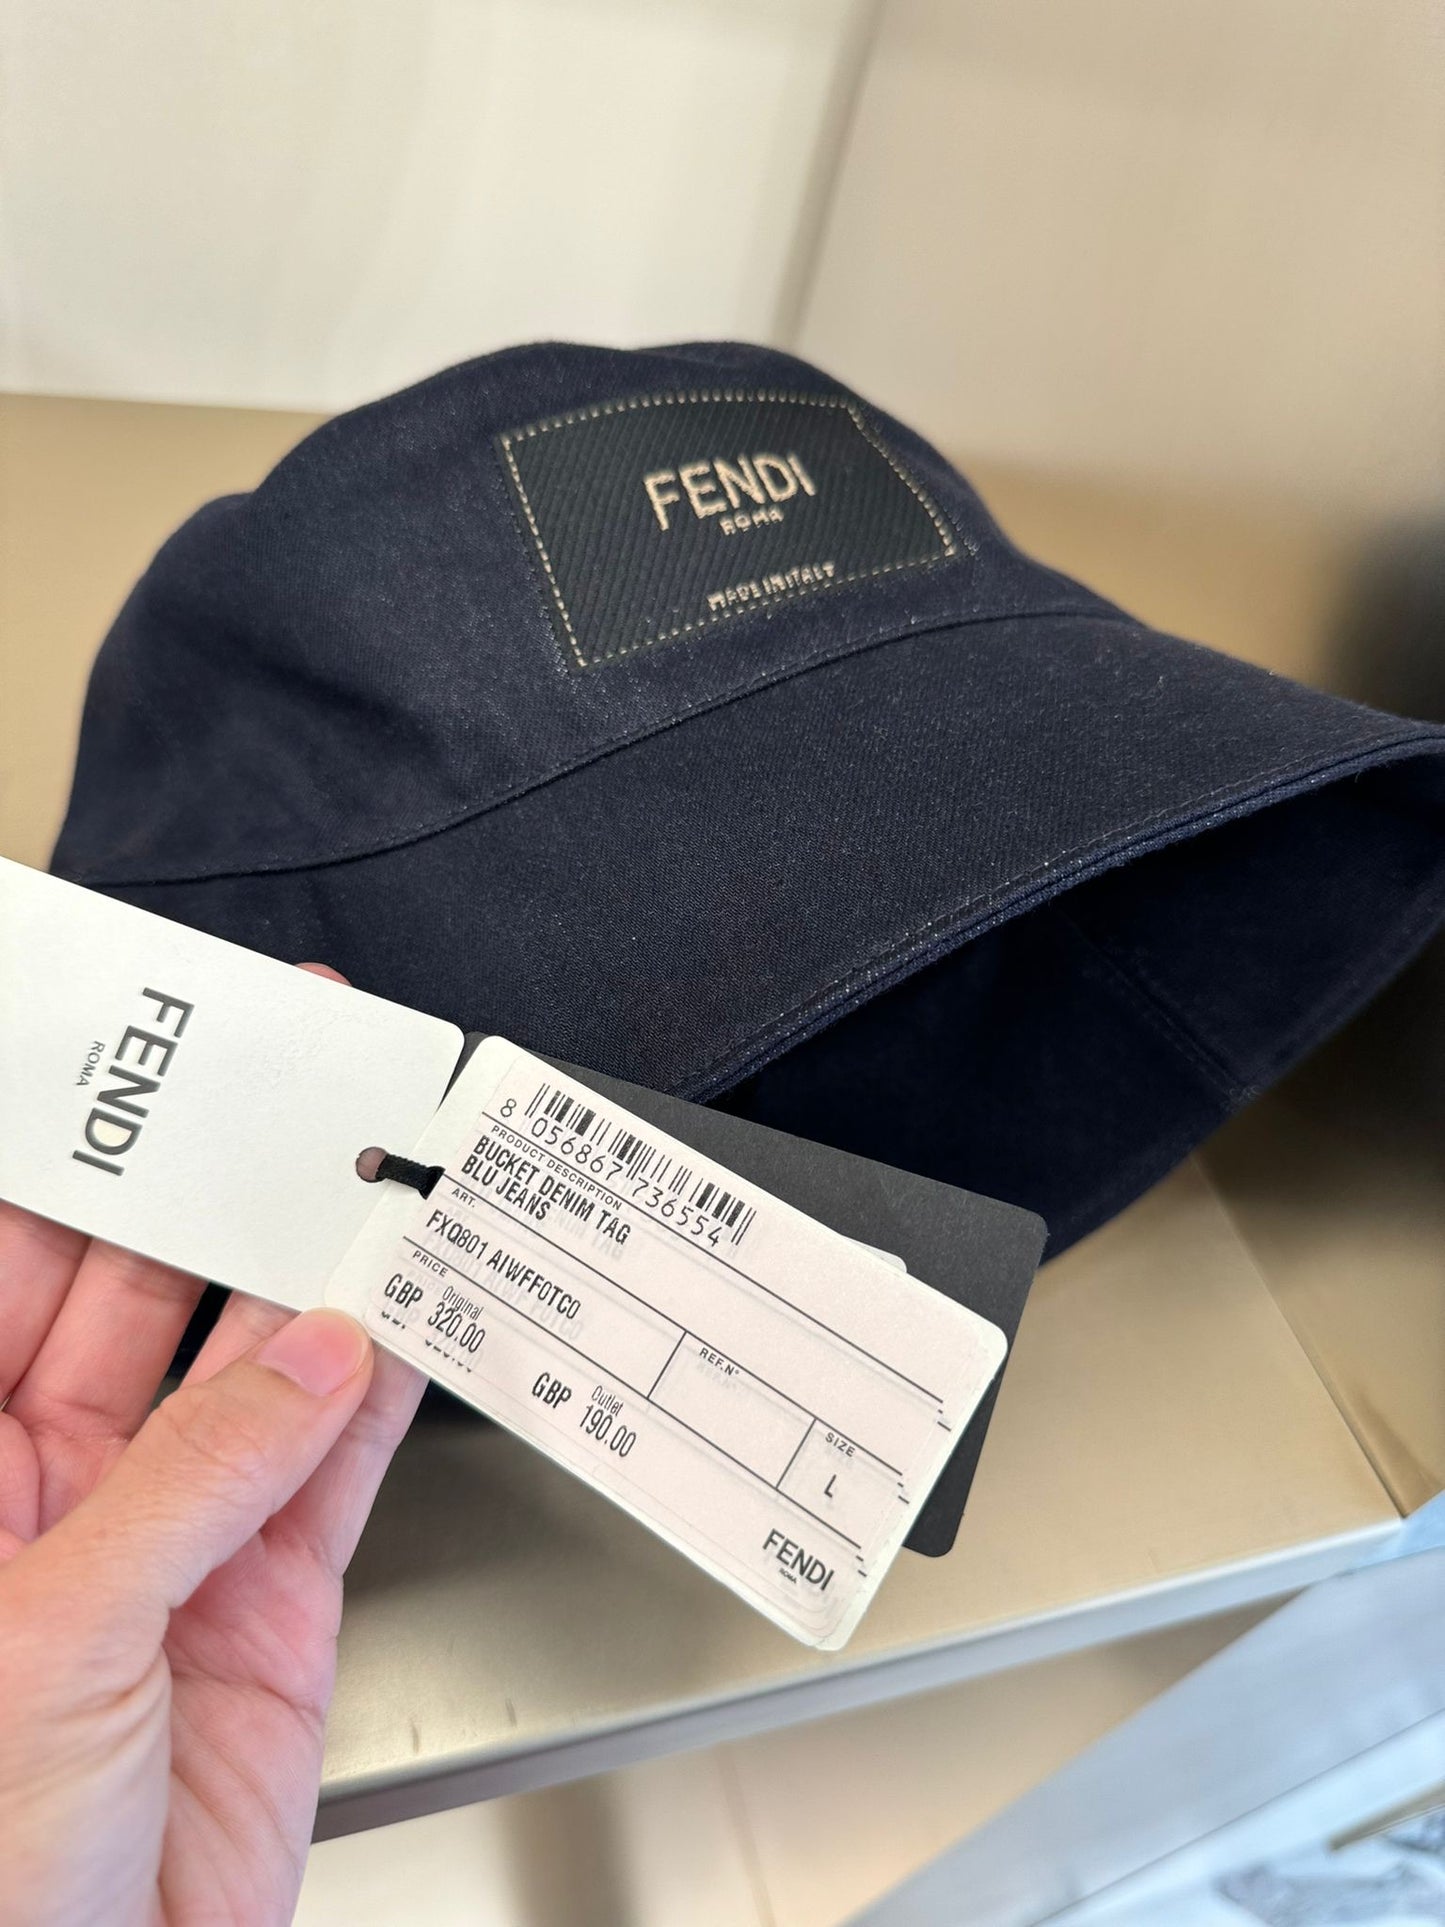 FENDI
ROMA
MADE IN ITALY
FENDI
ROMA
8 056867 736554
PRODUCT DESCRIPTION
BUCKET DENIM TAG
BLU JEANS
ART.
FXQ801 AIWFF0TC0
PRICE
REF.N°
SIZE
Original
GBP 320.00
Outlet
GBP 190.00
L
FENDI
ROMA